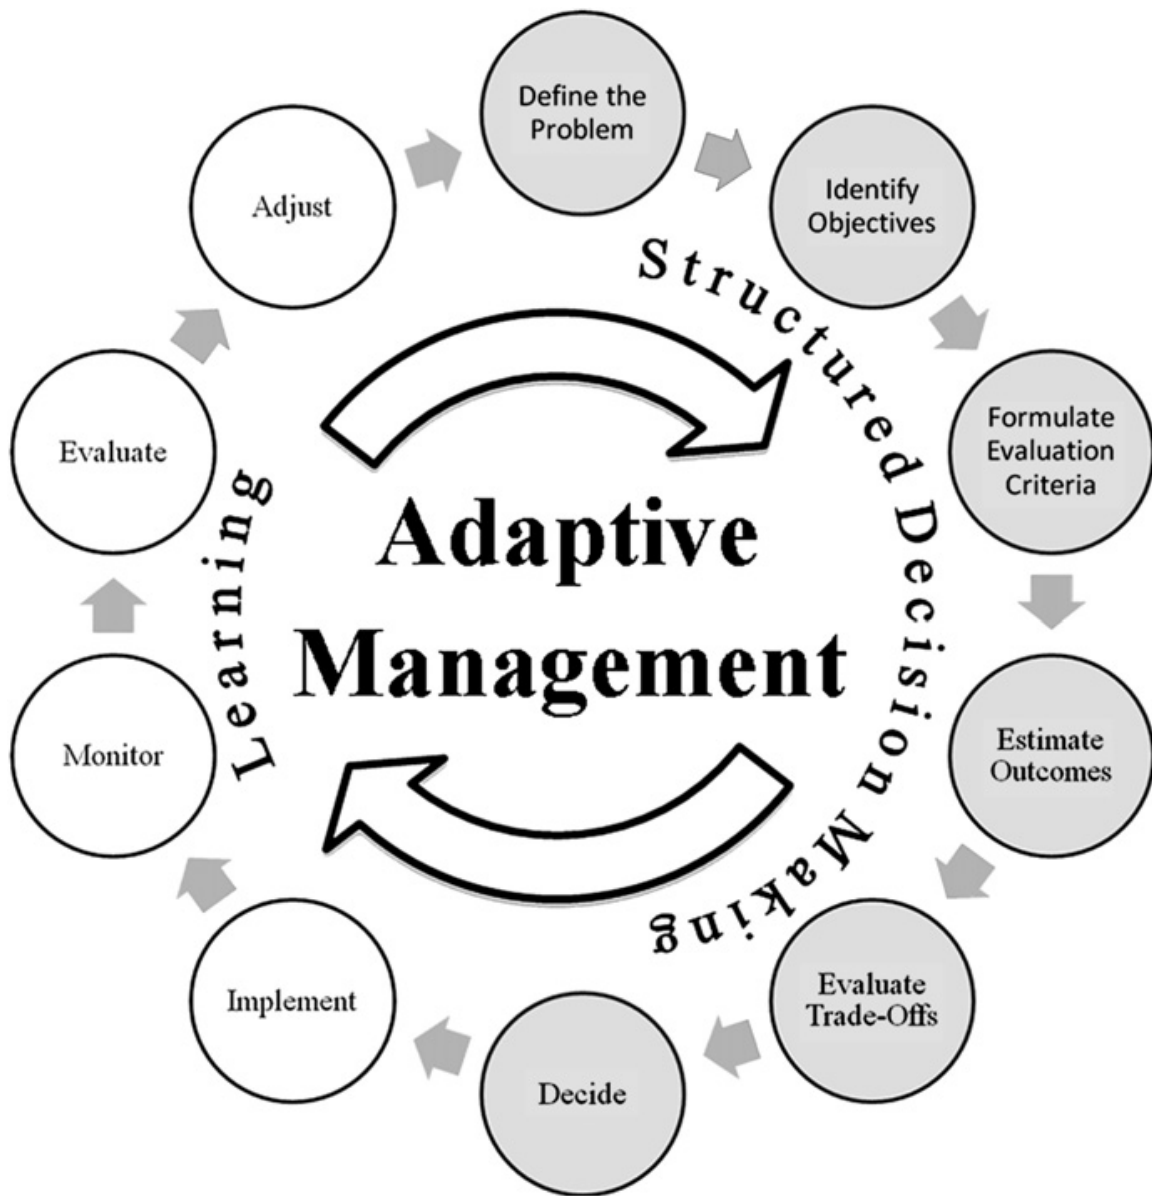 Define the
Problem
Identify
Objectives
Formulate
Evaluation
Criteria
Estimate
Outcomes
Evaluate
Trade-Offs
Decide
Implement
Monitor
Evaluate
Adjust
Structured Decision Making
Learning
Adaptive
Management